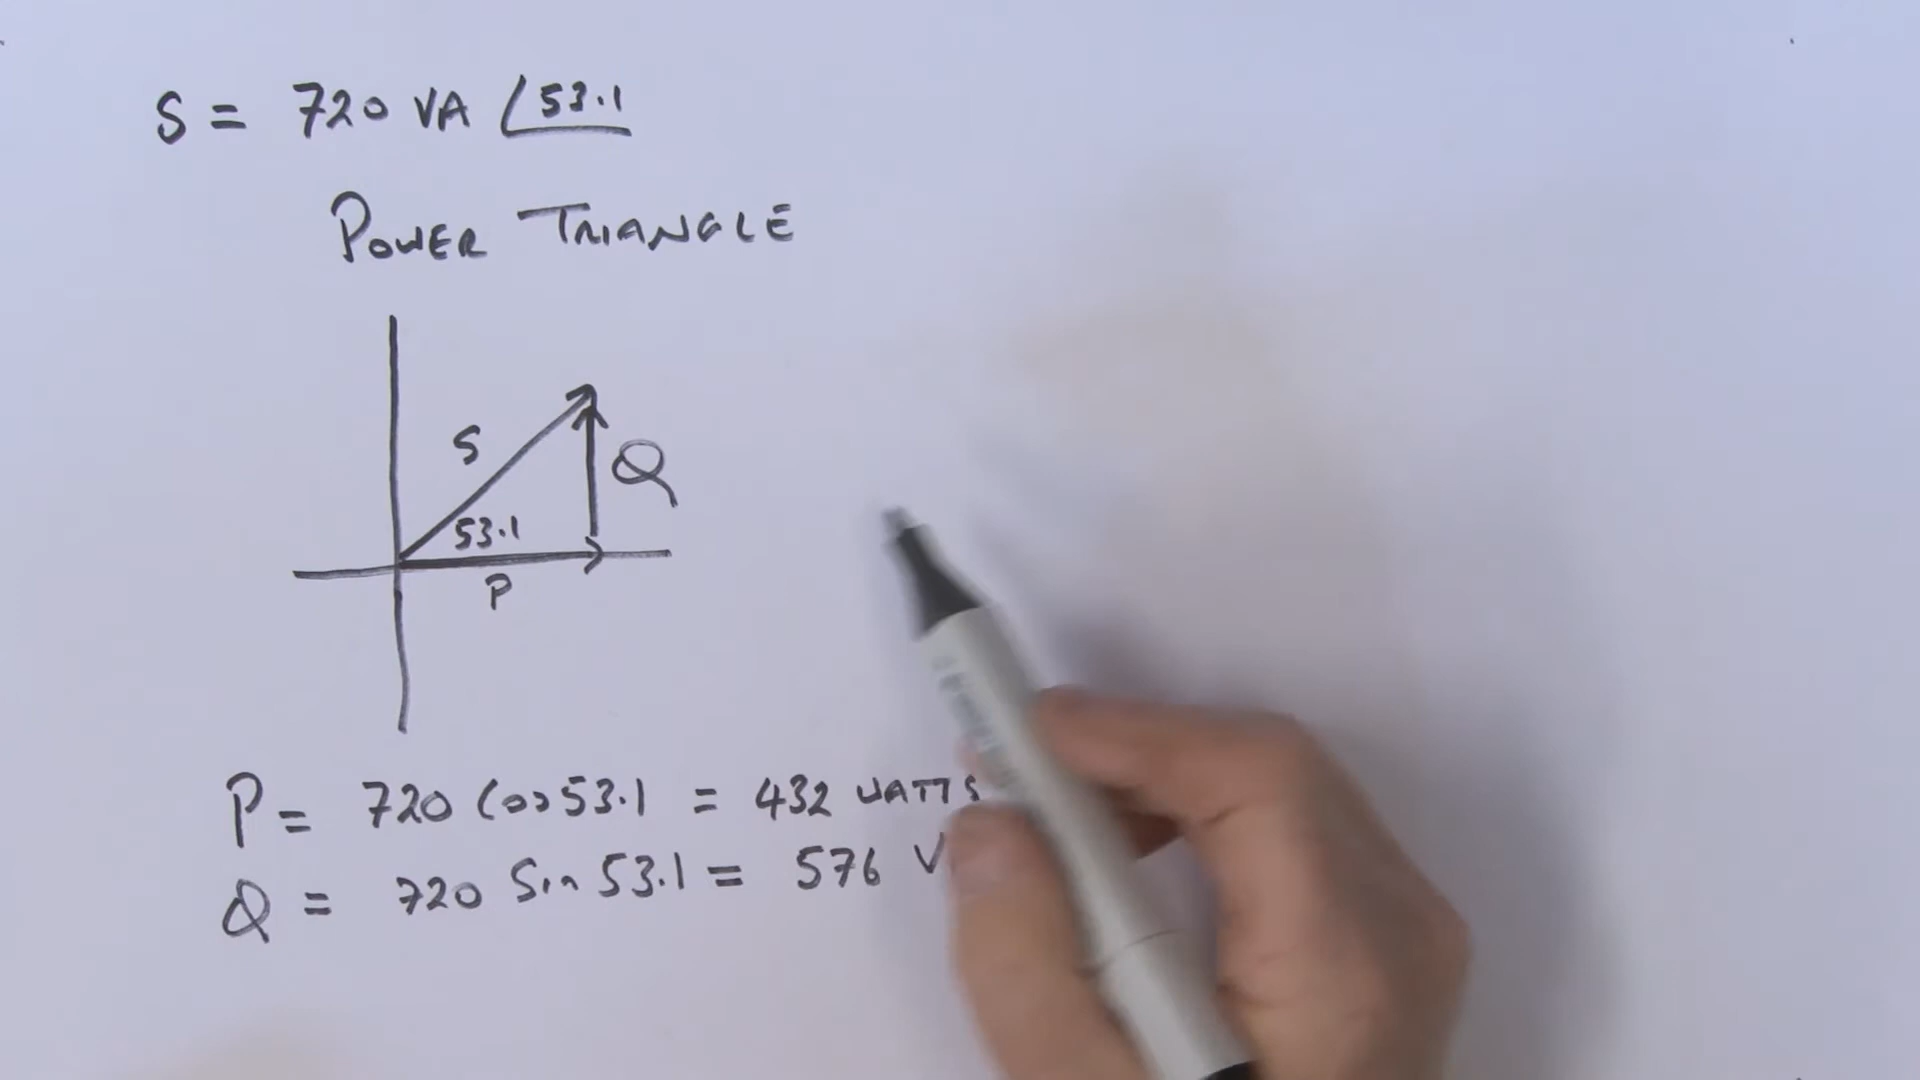 S = 720 VA ∠53.1
POWER TRIANGLE
S
Q
53.1
P
P = 720 Cos 53.1 = 432 WATTS
Q = 720 Sin 53.1 = 576 V